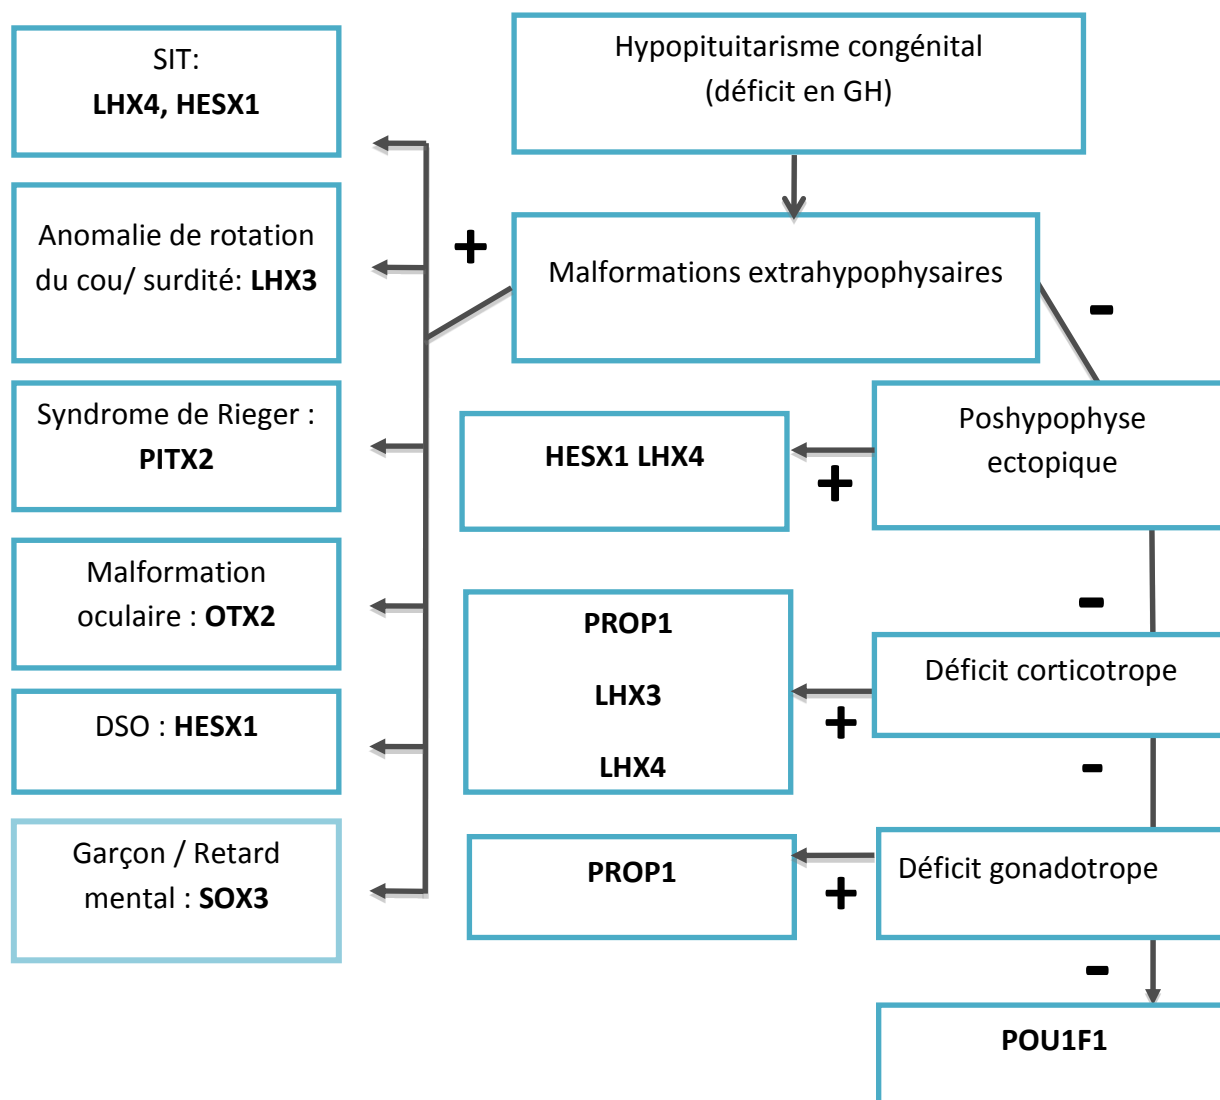 Hypopituitarisme congénital
(déficit en GH)
SIT:
LHX4, HESX1
Malformations extrahypophysaires
+
-
Anomalie de rotation
du cou/ surdité: LHX3
Syndrome de Rieger :
PITX2
Malformation
oculaire : OTX2
DSO : HESX1
Garçon / Retard
mental : SOX3
Poshypophyse
ectopique
+
HESX1 LHX4
-
Déficit corticotrope
+
PROP1
LHX3
LHX4
-
Déficit gonadotrope
+
PROP1
-
POU1F1